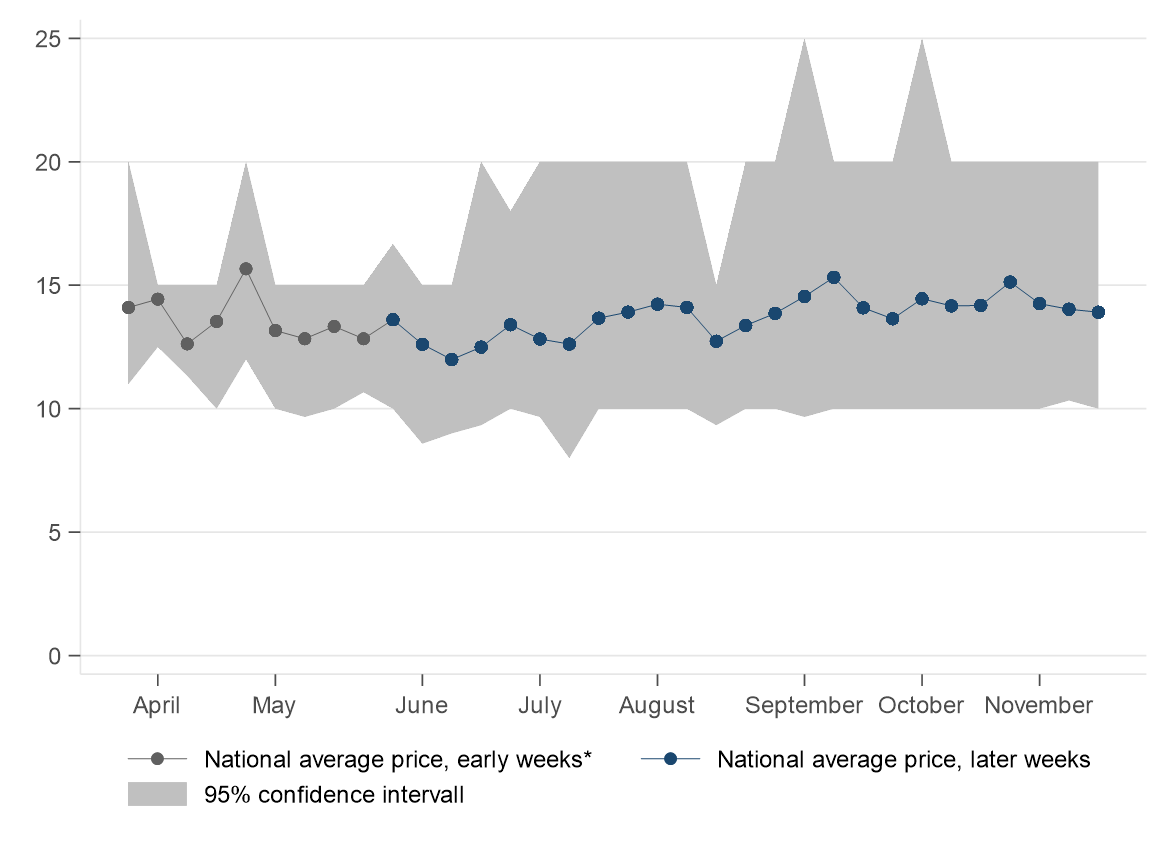 25
20
15
10
5
0
April May June July August September October November
National average price, early weeks* National average price, later weeks
95% confidence intervall